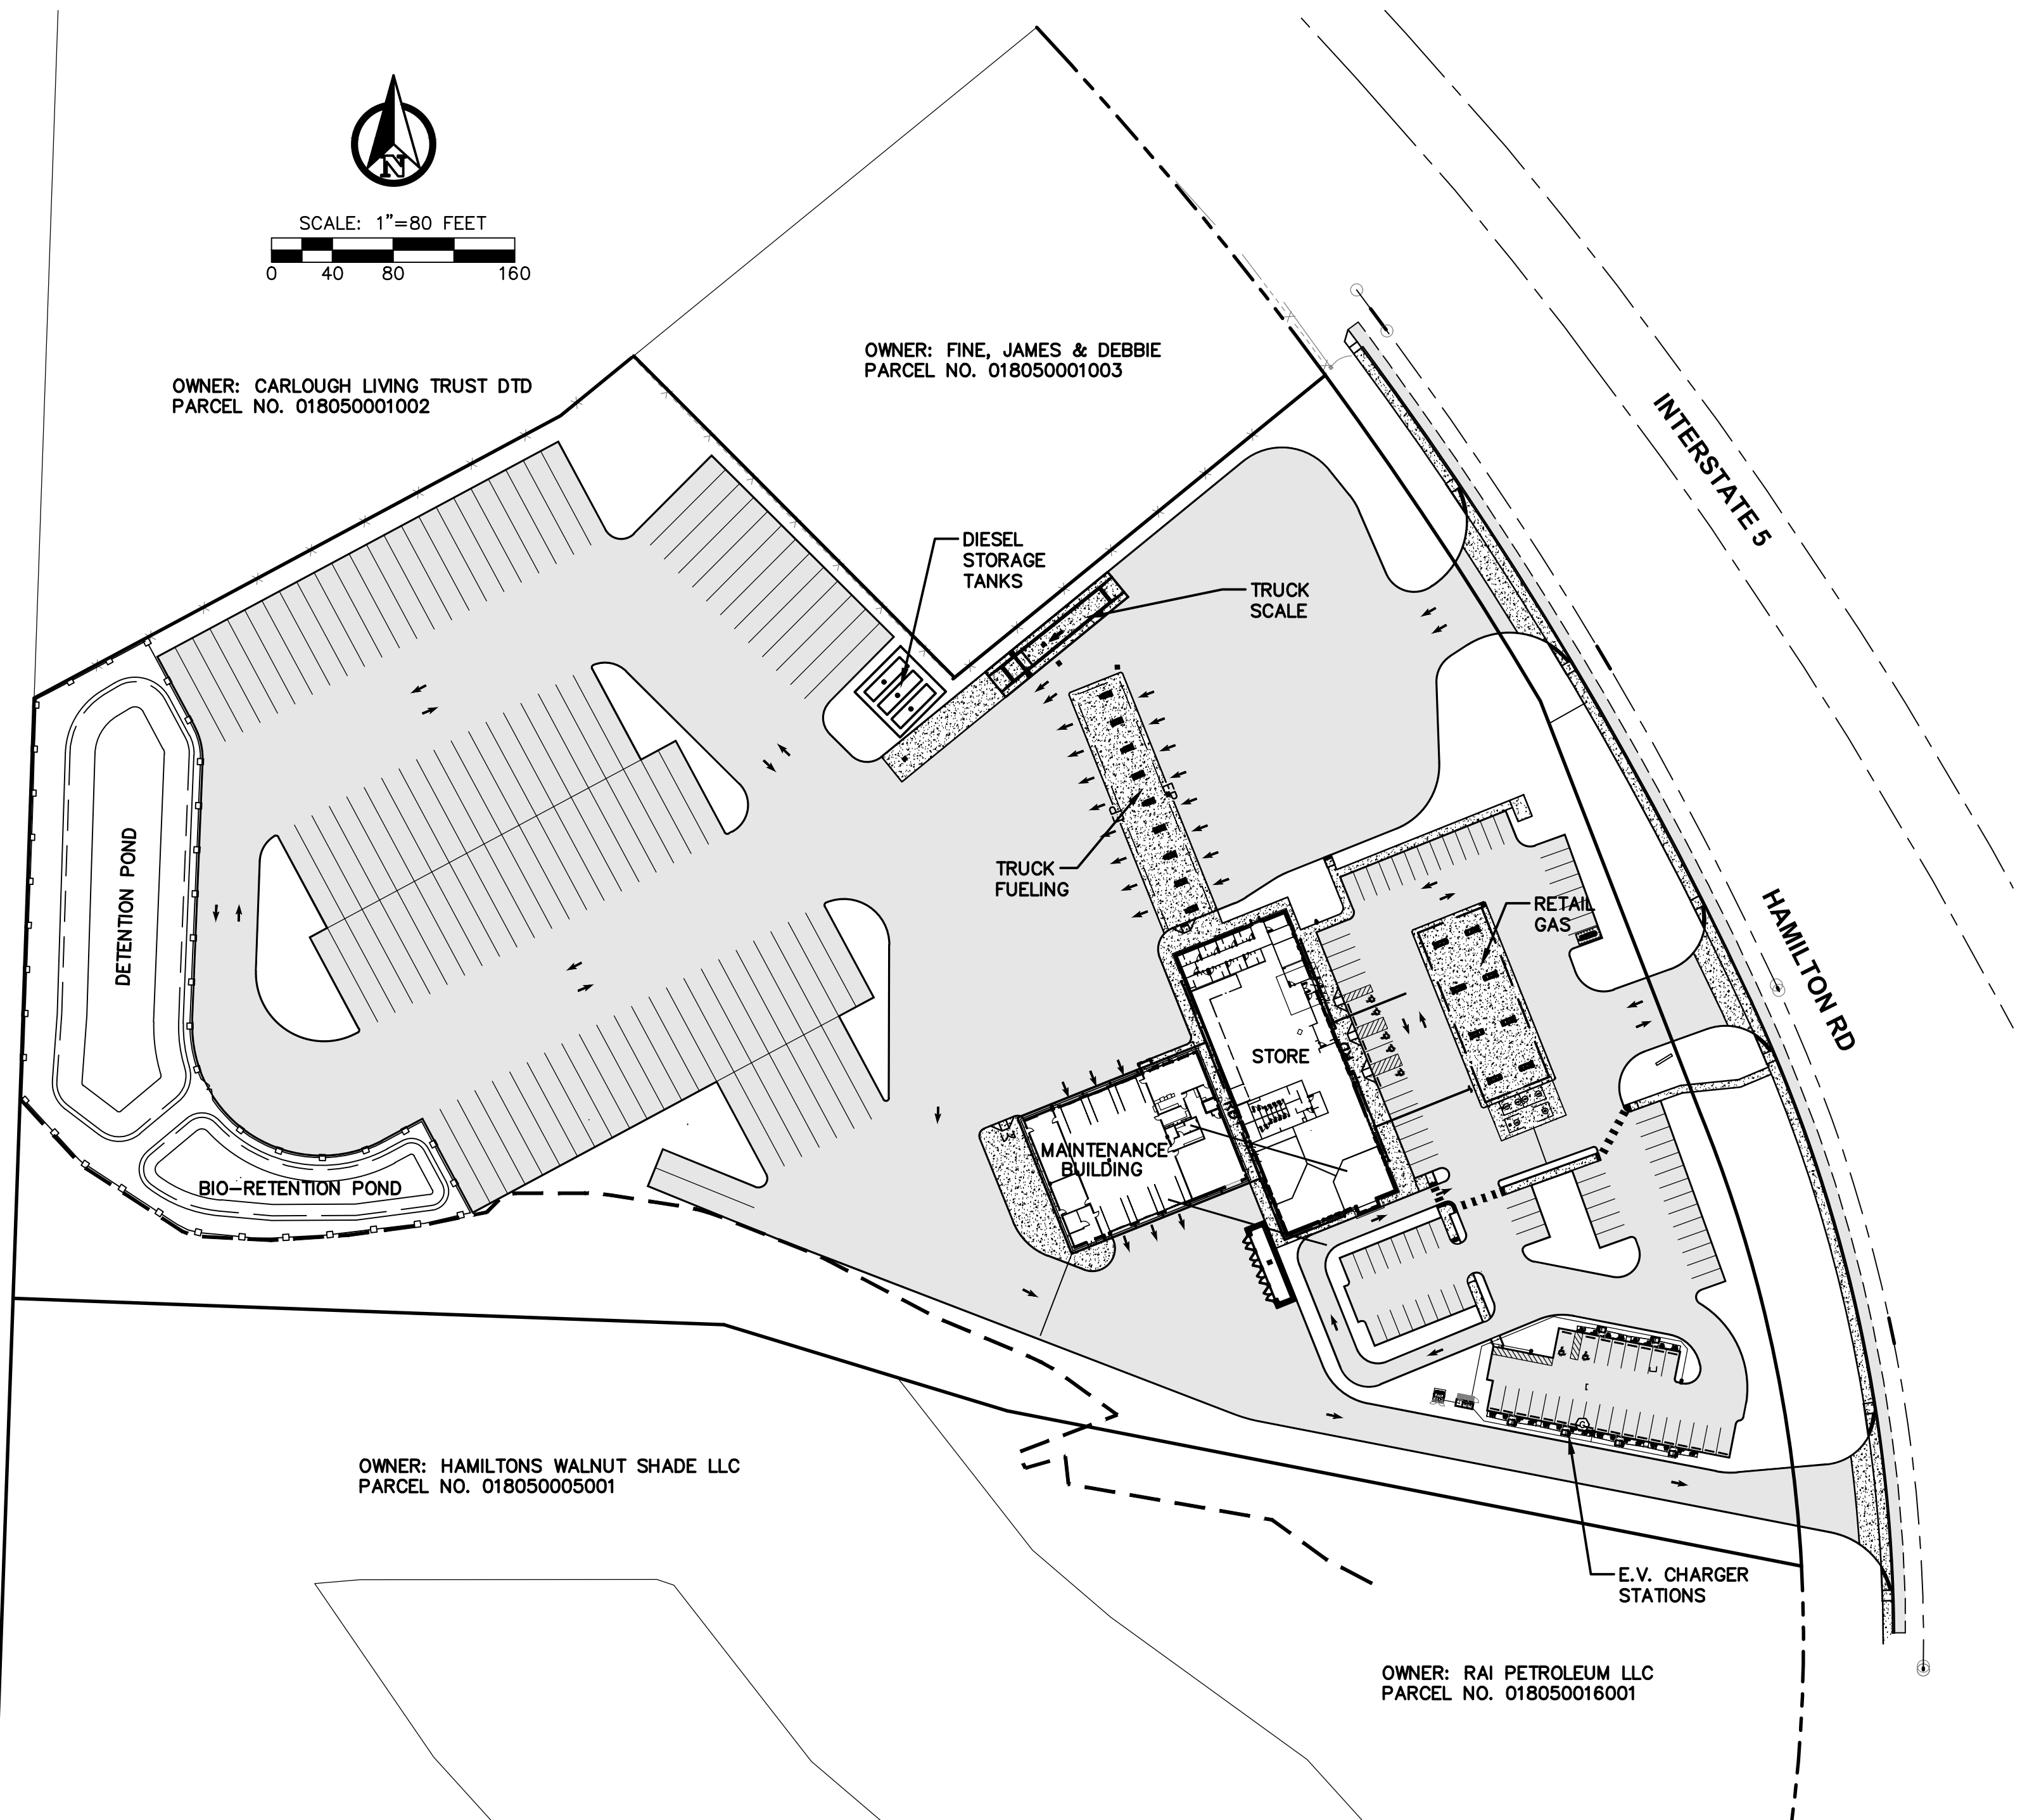 N
SCALE: 1"=80 FEET
0 40 80 160
OWNER: FINE, JAMES & DEBBIE
PARCEL NO. 018050001003
OWNER: CARLOUGH LIVING TRUST DTD
PARCEL NO. 018050001002
INTERSTATE 5
DIESEL
STORAGE
TANKS
TRUCK
SCALE
TRUCK
FUELING
RETAIL
GAS
HAMILTON RD
DETENTION POND
STORE
MAINTENANCE
BUILDING
BIO-RETENTION POND
OWNER: HAMILTONS WALNUT SHADE LLC
PARCEL NO. 018050005001
E.V. CHARGER
STATIONS
OWNER: RAI PETROLEUM LLC
PARCEL NO. 018050016001